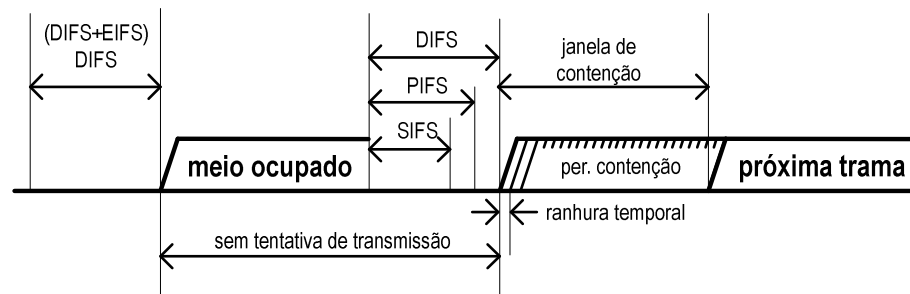 (DIFS+EIFS)
DIFS
DIFS
PIFS
SIFS
janela de
contenção
meio ocupado
per. contenção
próxima trama
ranhura temporal
sem tentativa de transmissão